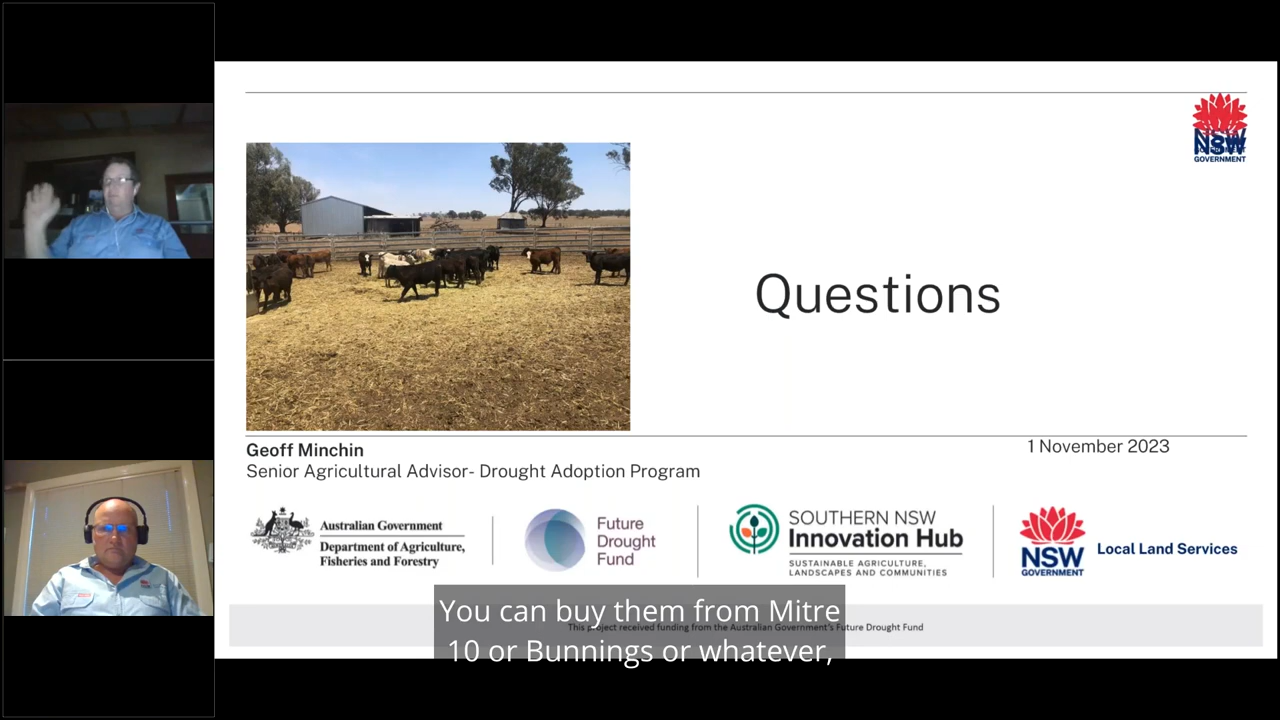 NSW
GOVERNMENT
Questions
Geoff Minchin
Senior Agricultural Advisor- Drought Adoption Program
1 November 2023
Australian Government
Department of Agriculture,
Fisheries and Forestry
Future
Drought
Fund
SOUTHERN NSW
Innovation Hub
SUSTAINABLE AGRICULTURE,
LANDSCAPES AND COMMUNITIES
NSW
GOVERNMENT
Local Land Services
This project received funding from the Australian Government's Future Drought Fund
You can buy them from Mitre
10 or Bunnings or whatever,